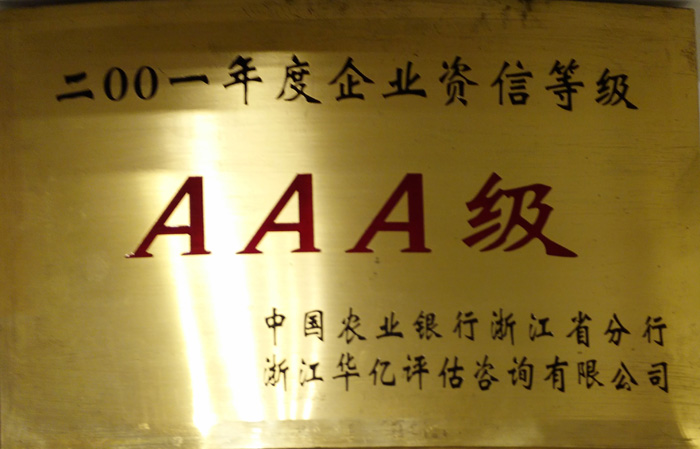 二00一年度企业资信等级
AAA级
中国农业银行浙江省分行
浙江华亿评估咨询有限公司